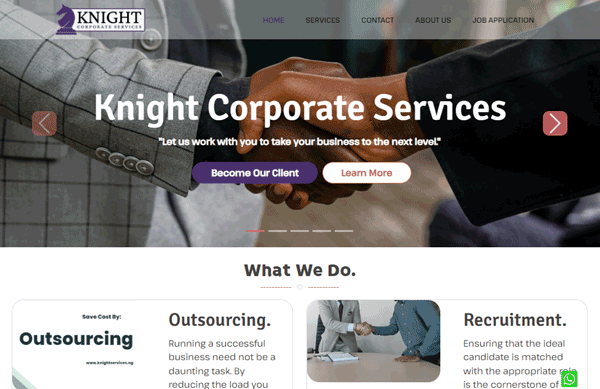 KNIGHT
CORPORATE SERVICES
HOME SERVICES CONTACT ABOUT US JOB APPLICATION
Knight Corporate Services
"Let us work with you to take your business to the next level."
Become Our Client Learn More
What We Do.
Save Cost By:
Outsourcing
www.knightservices.ng
Outsourcing.
Running a successful
business need not be a
daunting task. By
reducing the load you
Recruitment.
Ensuring that the ideal
candidate is matched
with the appropriate role
is the cornerstone of